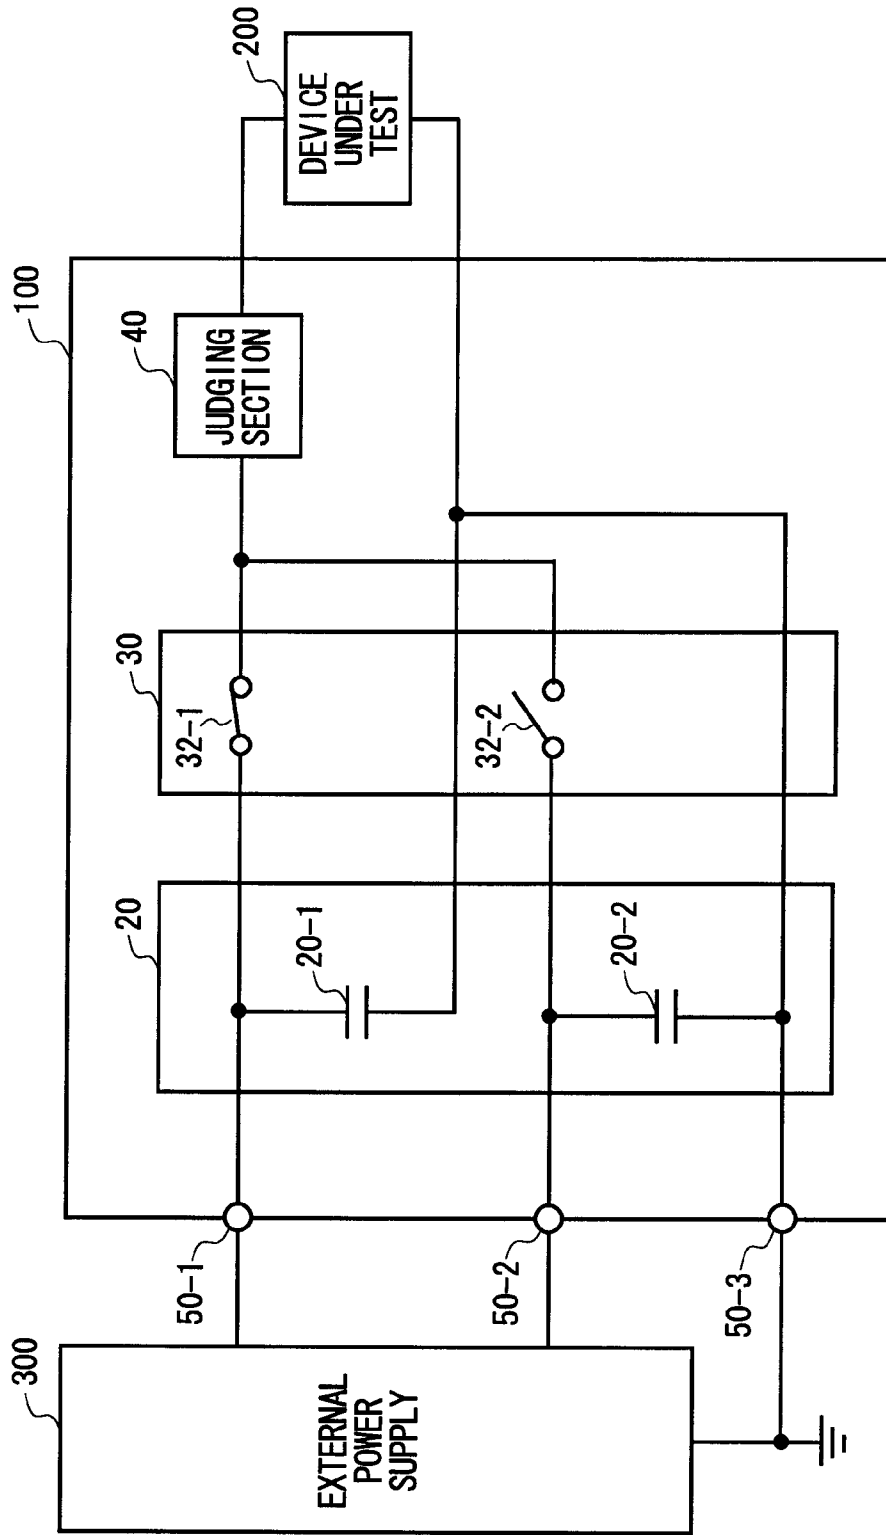 300
EXTERNAL
POWER
SUPPLY
50-1
50-2
50-3
100
20
20-1
20-2
30
32-1
32-2
40
JUDGING
SECTION
200
DEVICE
UNDER
TEST